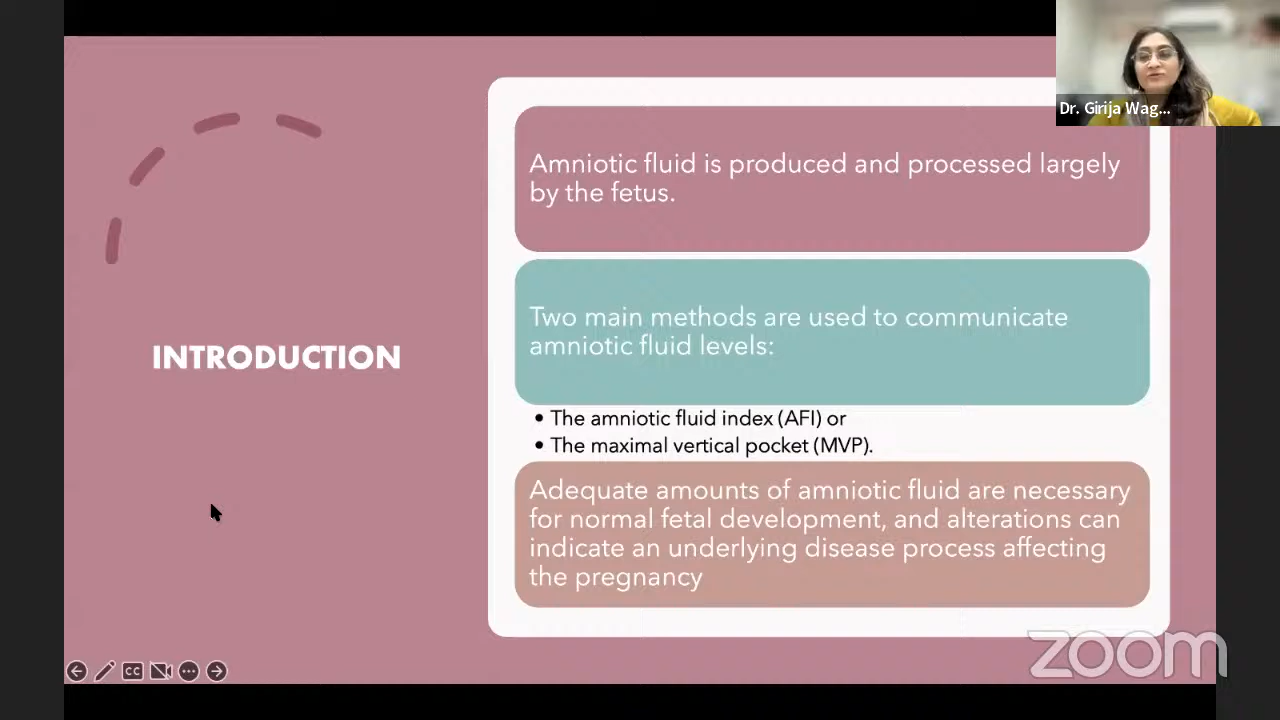 Dr. Girija Wag...
Amniotic fluid is produced and processed largely
by the fetus.
Two main methods are used to communicate
amniotic fluid levels:
INTRODUCTION
• The amniotic fluid index (AFI) or
• The maximal vertical pocket (MVP).
Adequate amounts of amniotic fluid are necessary
for normal fetal development, and alterations can
indicate an underlying disease process affecting
the pregnancy
CC
zoom